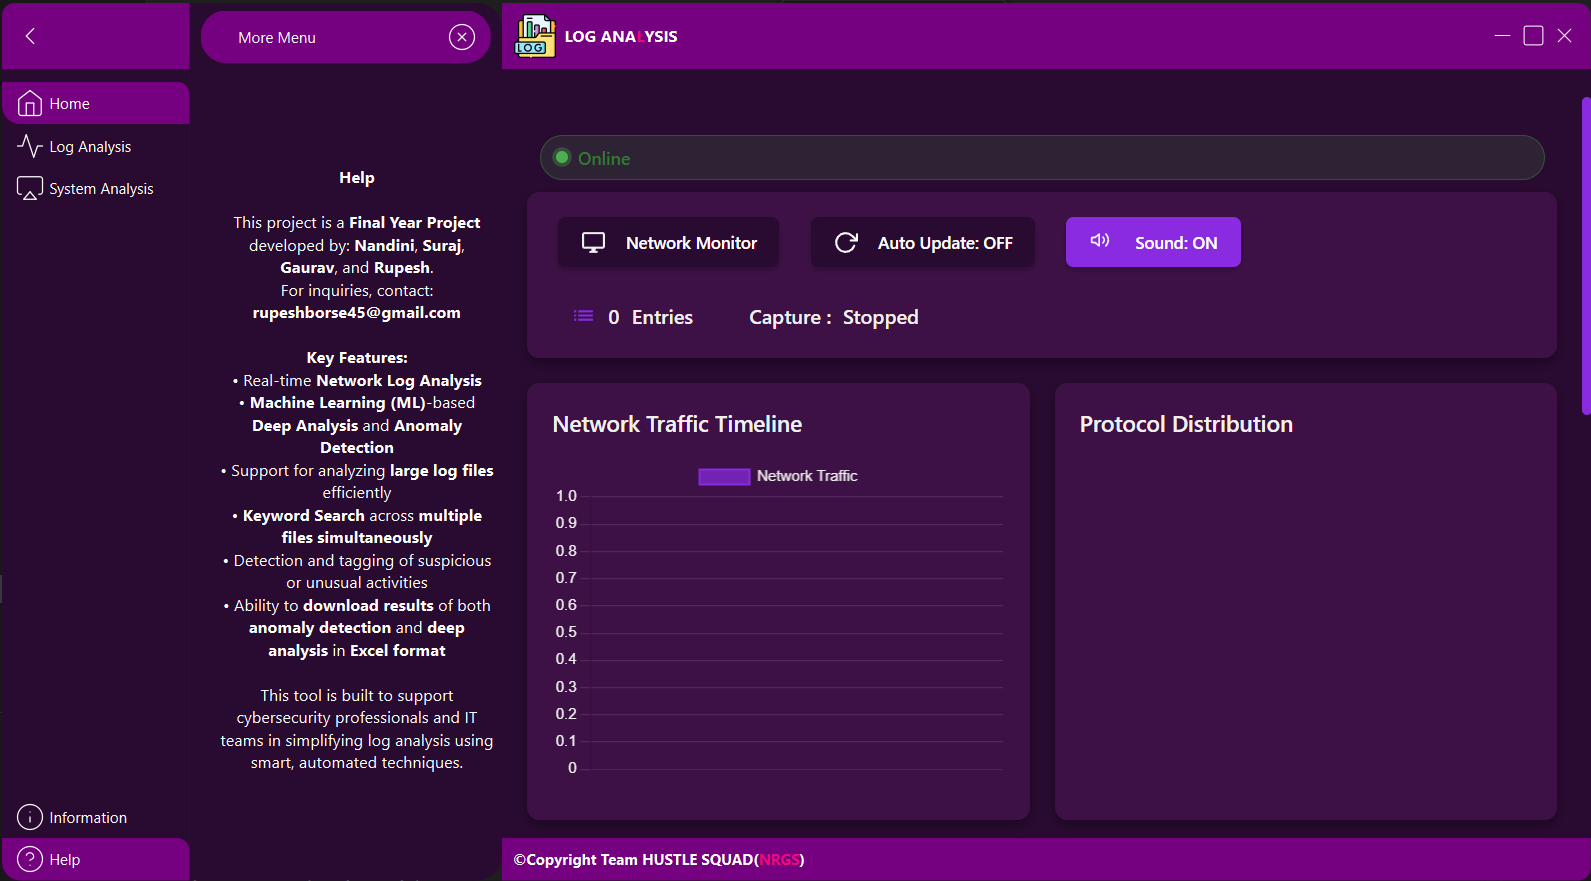 More Menu
LOG ANALYSIS
Home
Log Analysis
System Analysis
Information
Help
Help
This project is a Final Year Project
developed by: Nandini, Suraj,
Gaurav, and Rupesh.
For inquiries, contact:
rupeshborse45@gmail.com
Key Features:
• Real-time Network Log Analysis
• Machine Learning (ML)-based
Deep Analysis and Anomaly
Detection
• Support for analyzing large log files
efficiently
• Keyword Search across multiple
files simultaneously
• Detection and tagging of suspicious
or unusual activities
• Ability to download results of both
anomaly detection and deep
analysis in Excel format
This tool is built to support
cybersecurity professionals and IT
teams in simplifying log analysis using
smart, automated techniques.
LOG
Online
Network Monitor
Auto Update: OFF
Sound: ON
0 Entries
Capture : Stopped
Network Traffic Timeline
Network Traffic
1.0
0.9
0.8
0.7
0.6
0.5
0.4
0.3
0.2
0.1
0
Protocol Distribution
©Copyright Team HUSTLE SQUAD(NRGS)